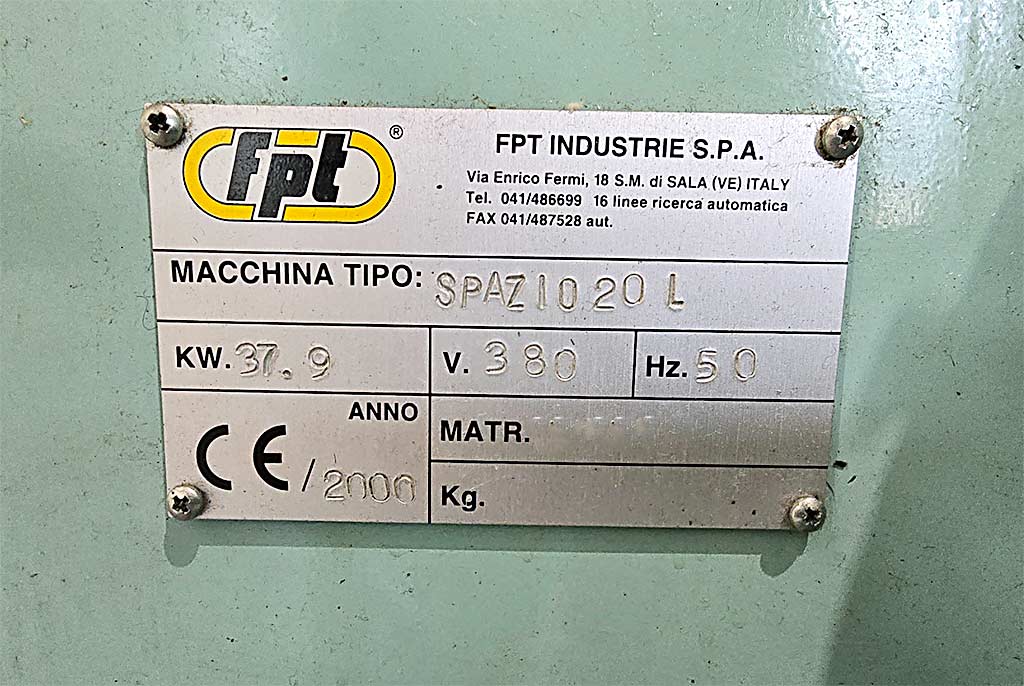 fpt ®
FPT INDUSTRIE S.P.A.
Via Enrico Fermi, 18 S.M. di SALA (VE) ITALY
Tel. 041/486699 16 linee ricerca automatica
FAX 041/487528 aut.
MACCHINA TIPO: SPAZIO 20 L
KW. 37.9 V. 380 Hz. 50
ANNO
CE / 2000
MATR.
Kg.